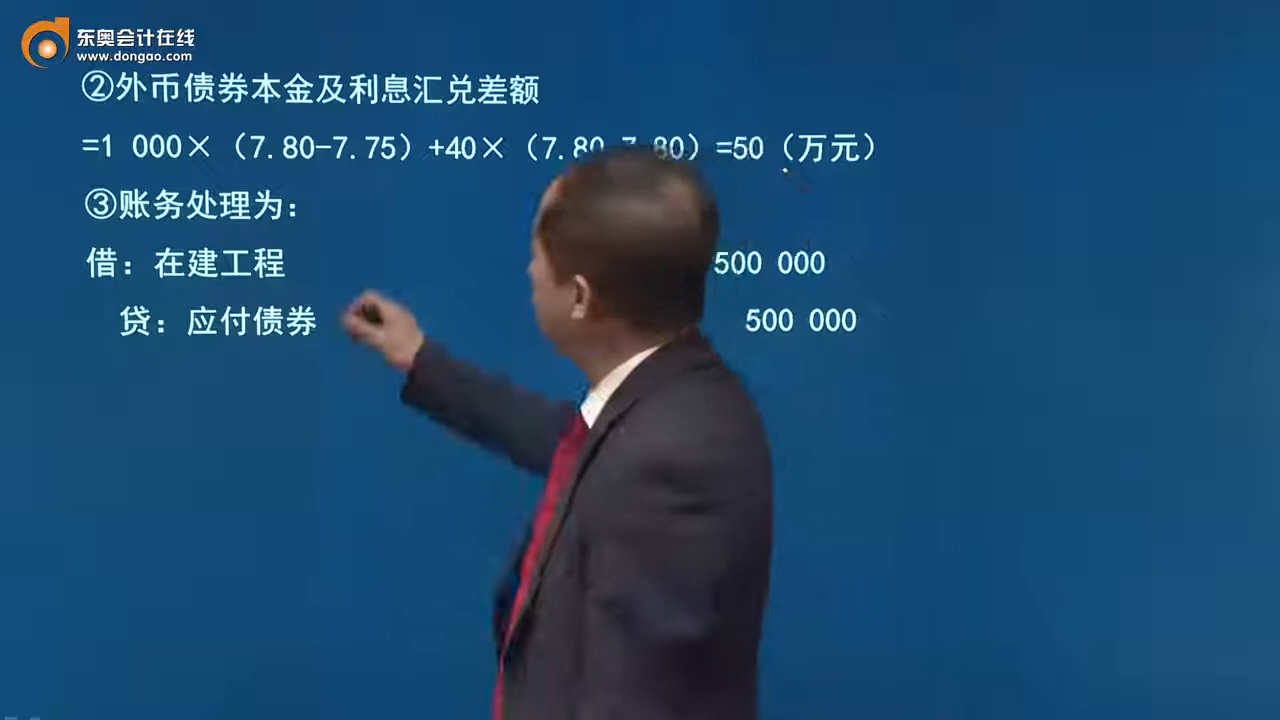 东奥会计在线
www.dongao.com
②外币债券本金及利息汇兑差额
=1 000×（7.80-7.75）+40×（7.80-7.80）=50（万元）
③账务处理为：
借：在建工程 500 000
贷：应付债券 500 000